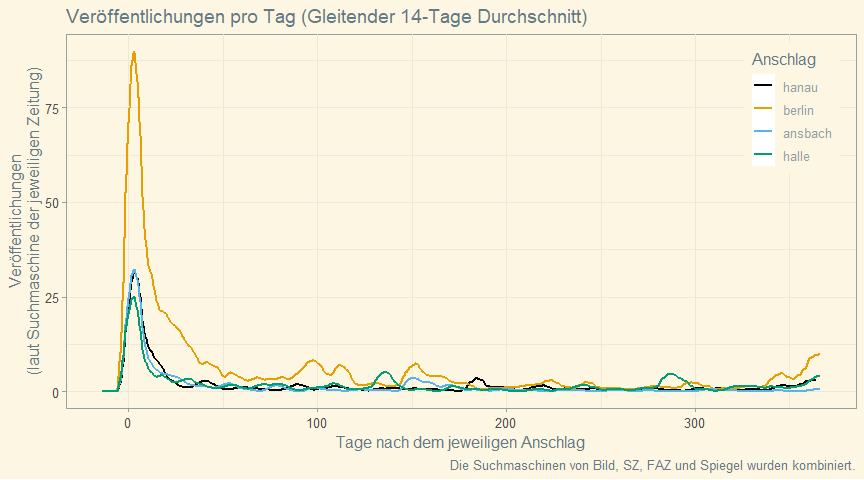 Veröffentlichungen pro Tag (Gleitender 14-Tage Durchschnitt)
Veröffentlichungen
(laut Suchmaschine der jeweiligen Zeitung)
75
50
25
0
Anschlag
hanau
berlin
ansbach
halle
0
100
200
300
Tage nach dem jeweiligen Anschlag
Die Suchmaschinen von Bild, SZ, FAZ und Spiegel wurden kombiniert.